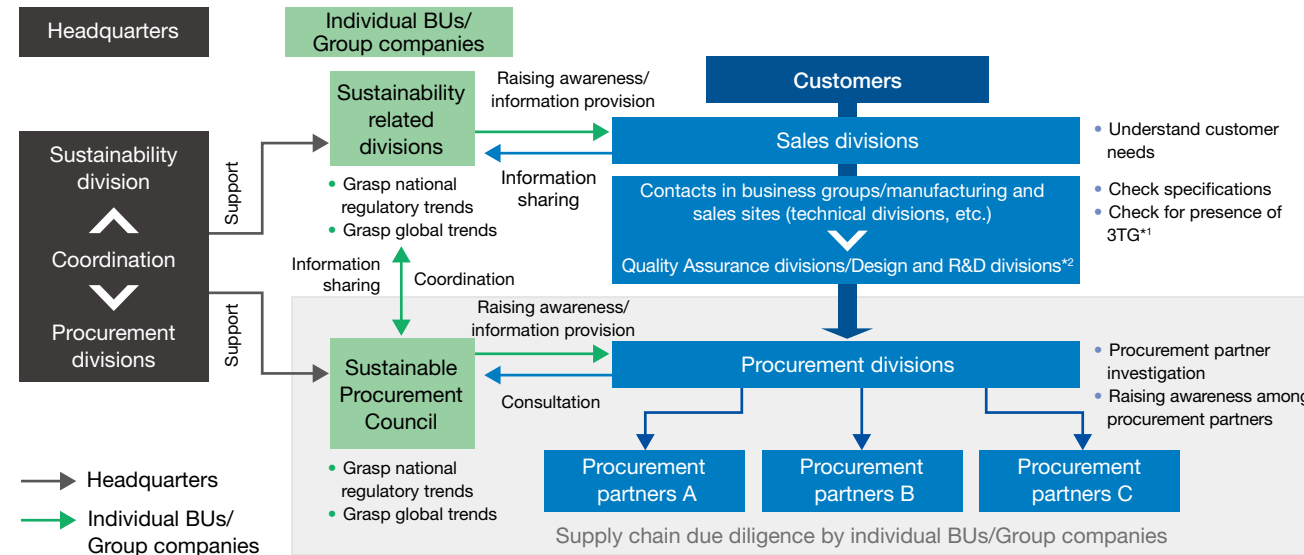 Headquarters
Individual BUs/
Group companies
Sustainability
division
Coordination
Procurement
divisions
Support
Support
Sustainability
related
divisions
• Grasp national
regulatory trends
• Grasp global trends
Raising awareness/
information provision
Information
sharing
Information
sharing
Coordination
Customers
Sales divisions
• Understand customer
needs
Contacts in business groups/manufacturing and
sales sites (technical divisions, etc.)
Quality Assurance divisions/Design and R&D divisions*2
• Check specifications
• Check for presence of
3TG*1
Raising awareness/
information provision
Sustainable
Procurement
Council
Consultation
• Grasp national
regulatory trends
• Grasp global trends
Procurement divisions
• Procurement partner
investigation
• Raising awareness among
procurement partners
Procurement
partners A
Procurement
partners B
Procurement
partners C
Supply chain due diligence by individual BUs/Group companies
Headquarters
Individual BUs/
Group companies